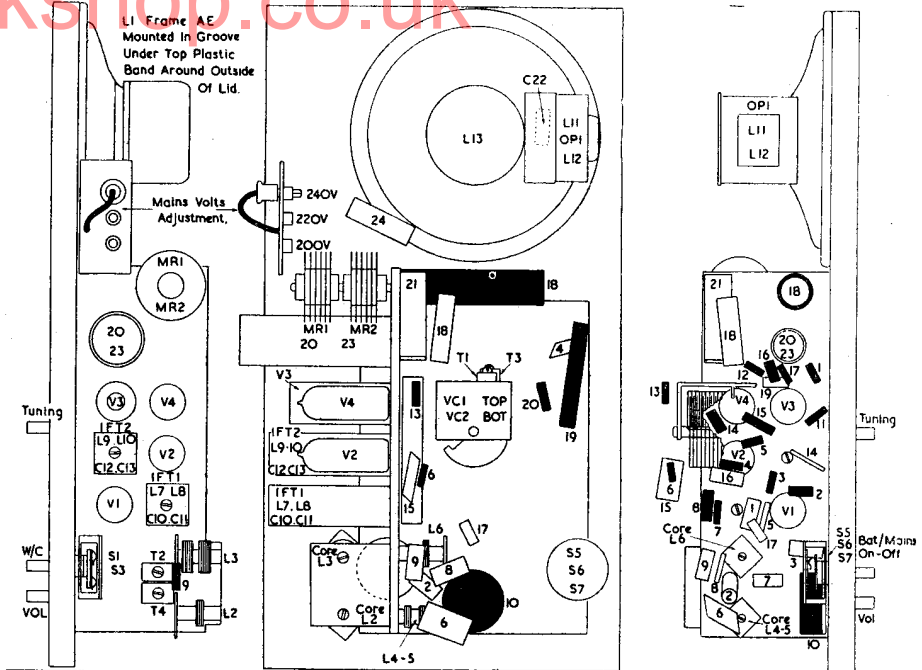 kshop.co.uk
L1 Frame AE
Mounted In Groove
Under Top Plastic
Band Around Outside
Of Lid.
Mains Volts
Adjustment.
MR1
MR2
20
23
V3
V4
IFT2
L9 L10
C12.C13
V2
IFT1
L7 L8
C10.C11
V1
Tuning
W/C
VOL
S1
S3
T2
T4
9
L3
L2
C22
L13
L11
OP1
L12
240V
220V
200V
24
MR1
20
MR2
23
21
18
18
V3
V4
IFT2
L9.10
C12 C13
V2
IFT1
L7. L8
C10.C11
13
6
15
T1
T3
VC1 TOP
VC2 BOT
4
20
19
17
Core
L3
L6
9
8
2
Core
L2
6
10
L4-5
S5
S6
S7
OP1
L11
L12
21
18
18
20
23
16
17
1
12
19
13
V4
15
V3
11
14
5
Tuning
V2
4
16
14
6
15
3
2
8
7
1
5
V1
17
Core
L6
9
8
2
7
6
Core
L4-5
3
S5
S6
S7
Bat/Mains
On-Off
Vol
10